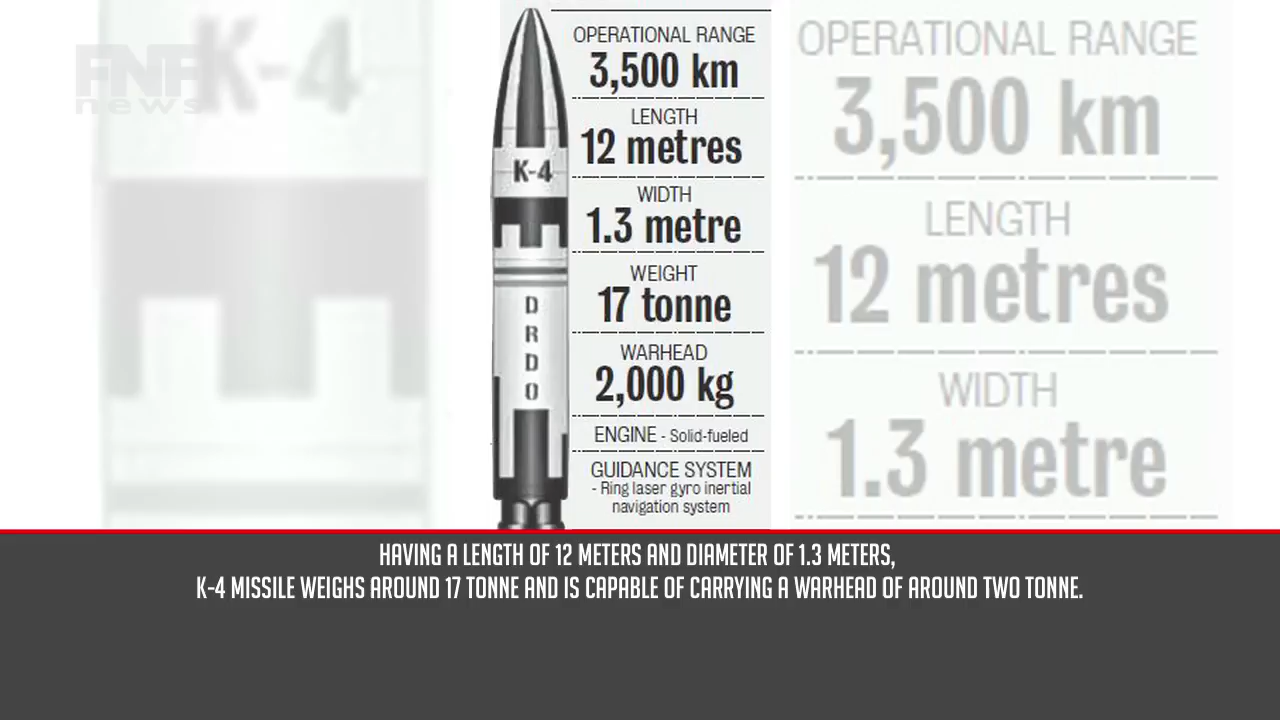 FNA
news
K-4
K-4
D
R
D
O
OPERATIONAL RANGE
3,500 km
LENGTH
12 metres
WIDTH
1.3 metre
WEIGHT
17 tonne
WARHEAD
2,000 kg
ENGINE - Solid-fueled
GUIDANCE SYSTEM
- Ring laser gyro inertial
navigation system
OPERATIONAL RANGE
3,500 km
LENGTH
12 metres
WIDTH
1.3 metre
HAVING A LENGTH OF 12 METERS AND DIAMETER OF 1.3 METERS,
K-4 MISSILE WEIGHS AROUND 17 TONNE AND IS CAPABLE OF CARRYING A WARHEAD OF AROUND TWO TONNE.